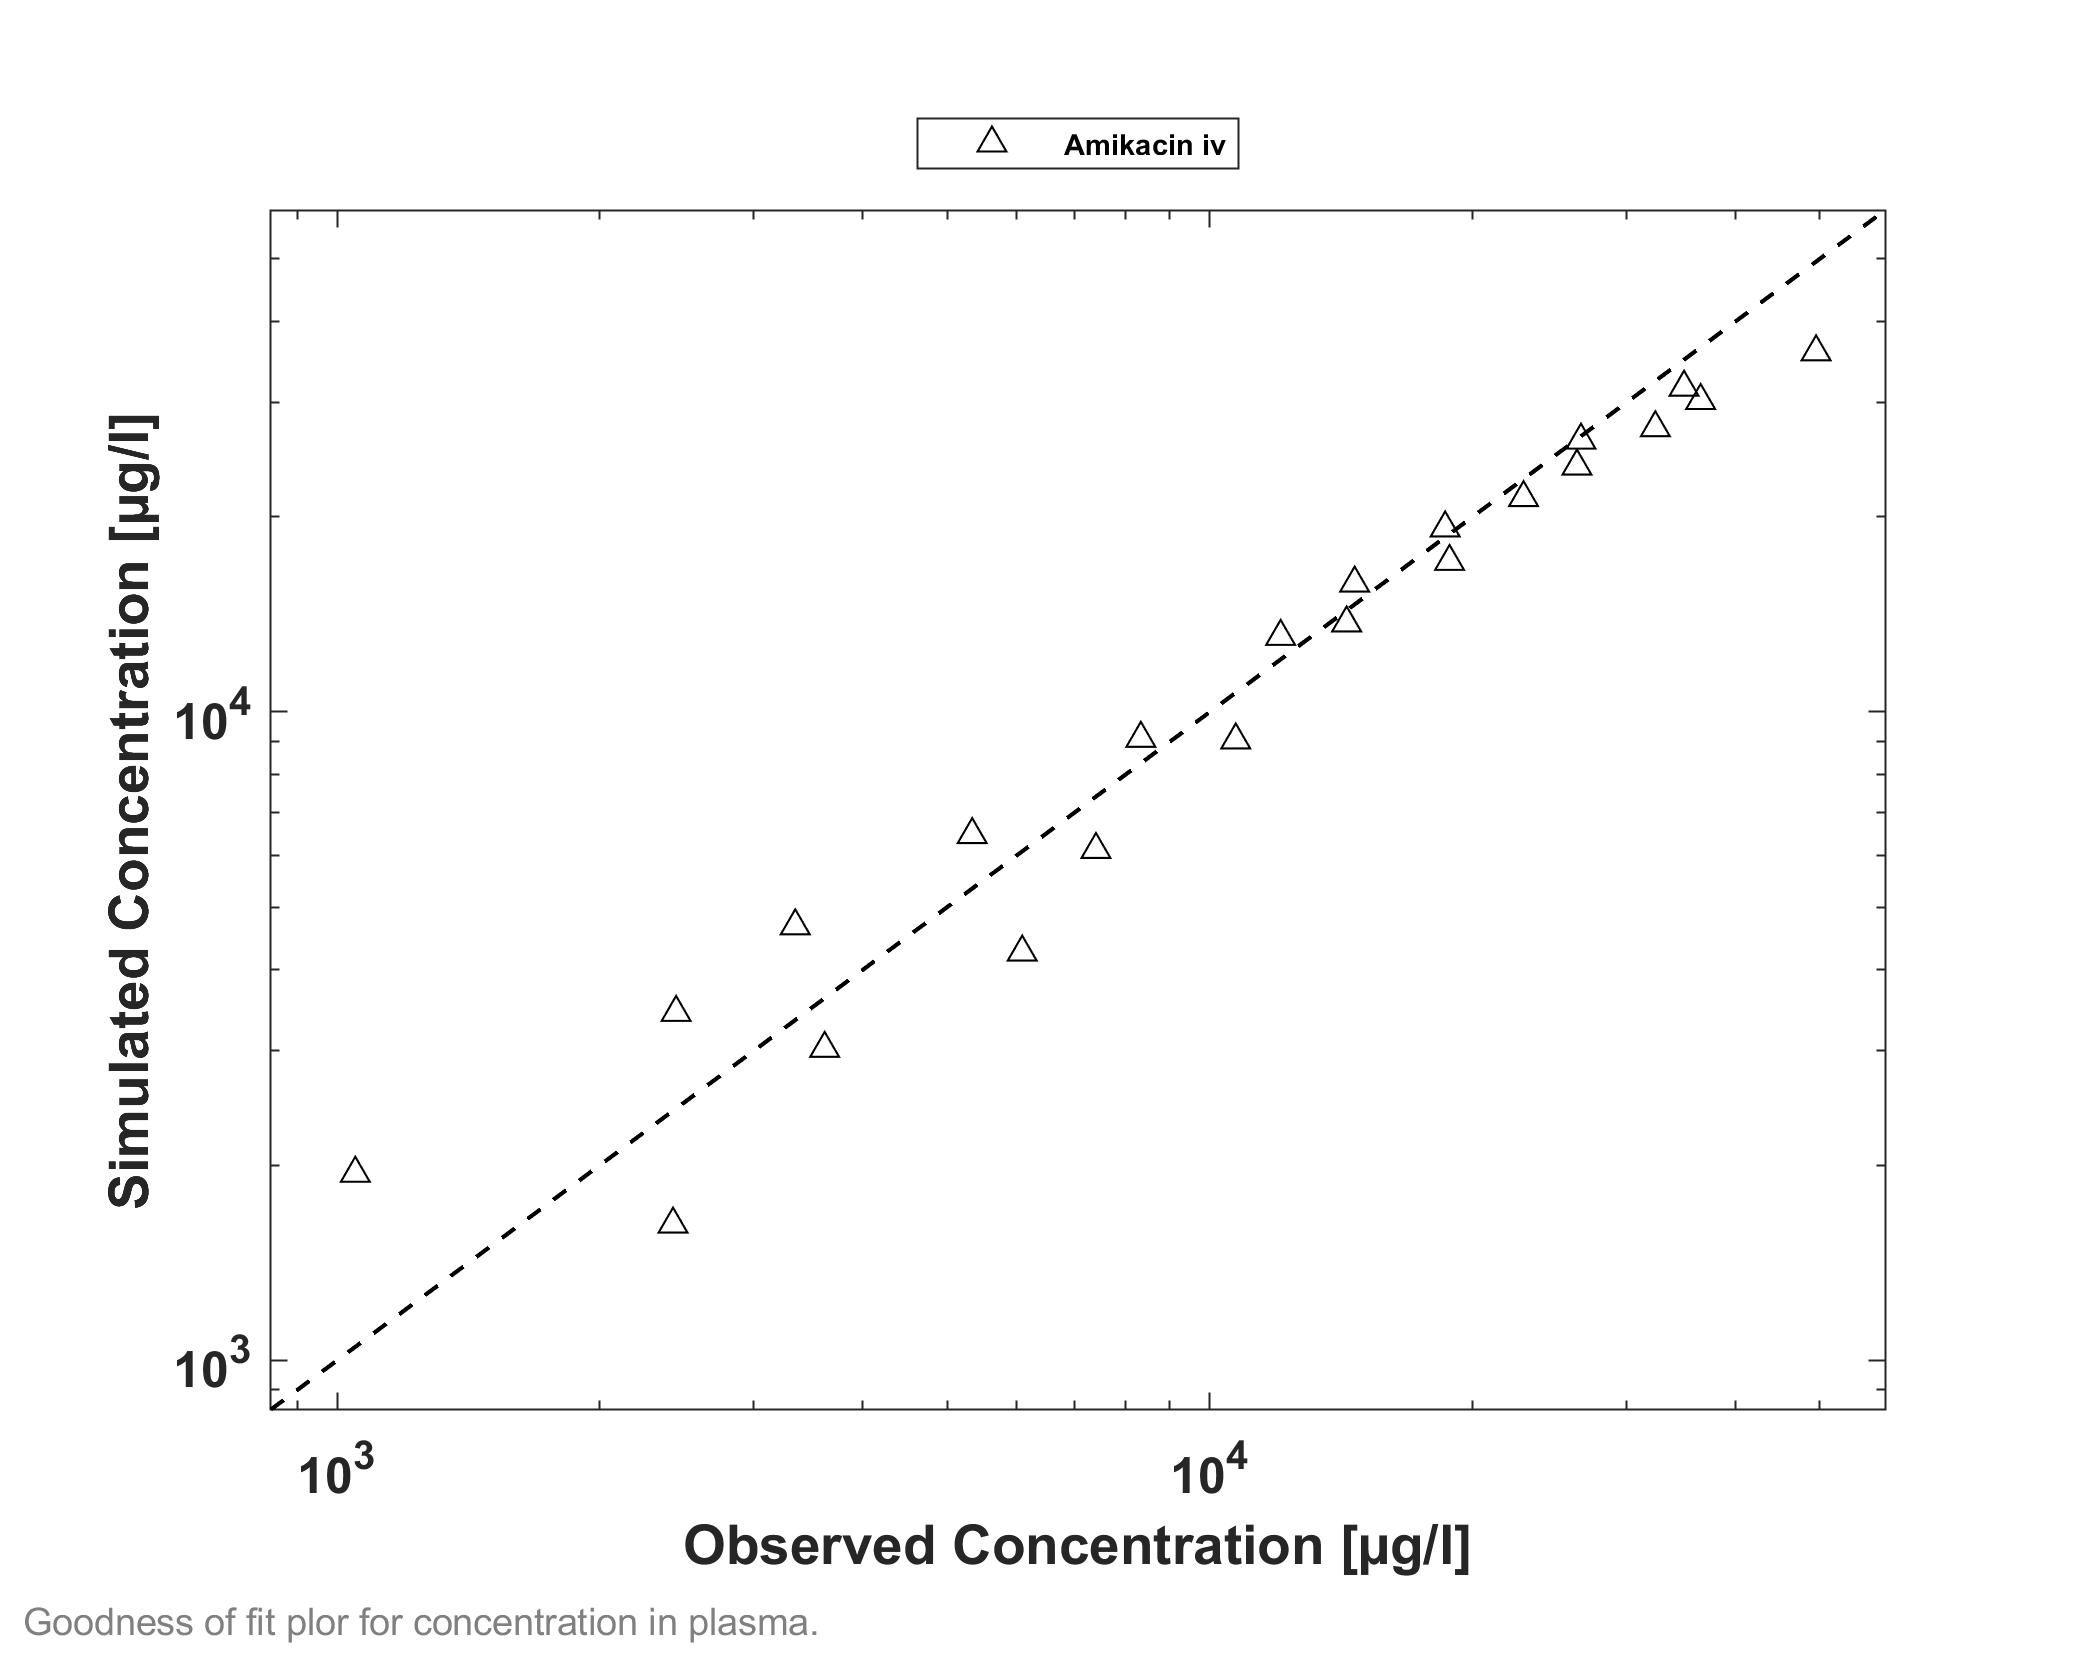 Amikacin iv
Simulated Concentration [µg/l]
10^4
10^3
10^3 10^4
Observed Concentration [µg/l]
Goodness of fit plor for concentration in plasma.